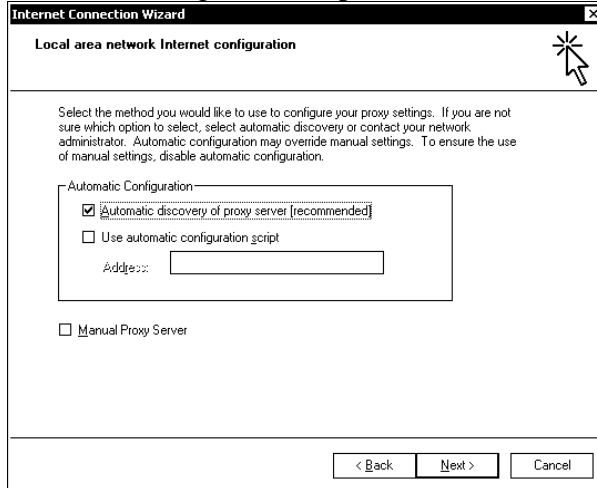 Internet Connection Wizard
Local area network Internet configuration
Select the method you would like to use to configure your proxy settings. If you are not
sure which option to select, select automatic discovery or contact your network
administrator. Automatic configuration may override manual settings. To ensure the use
of manual settings, disable automatic configuration.
Automatic Configuration
Automatic discovery of proxy server [recommended]
Use automatic configuration script
Address:
Manual Proxy Server
< Back
Next >
Cancel